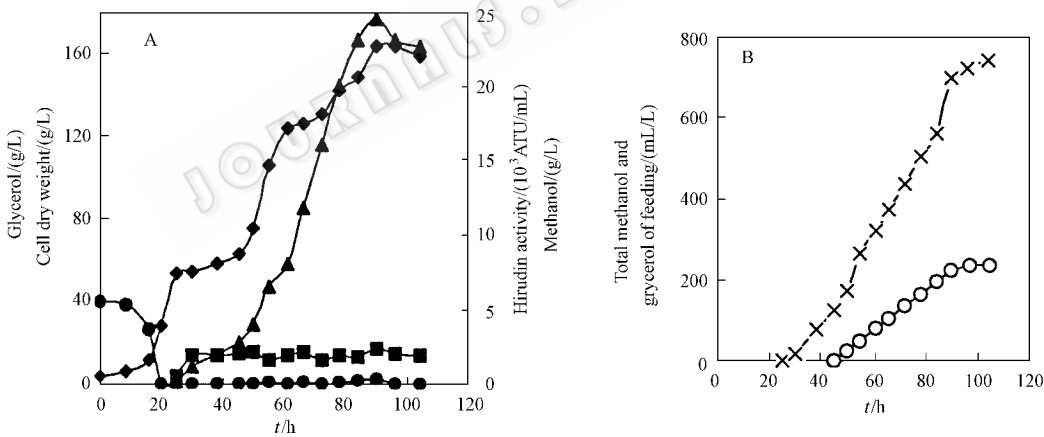 A
160
120
80
40
0
Glycerol/(g/L)
Cell dry weight/(g/L)
25
20
15
10
5
0
Hirudin activity/(10³ATU/mL)
Methanol/(g/L)
0 20 40 60 80 100 120
t/h
JOURNALS.
B
800
600
400
200
0
Total methanol and
grycerol of feeding/(mL/L)
0 20 40 60 80 100 120
t/h